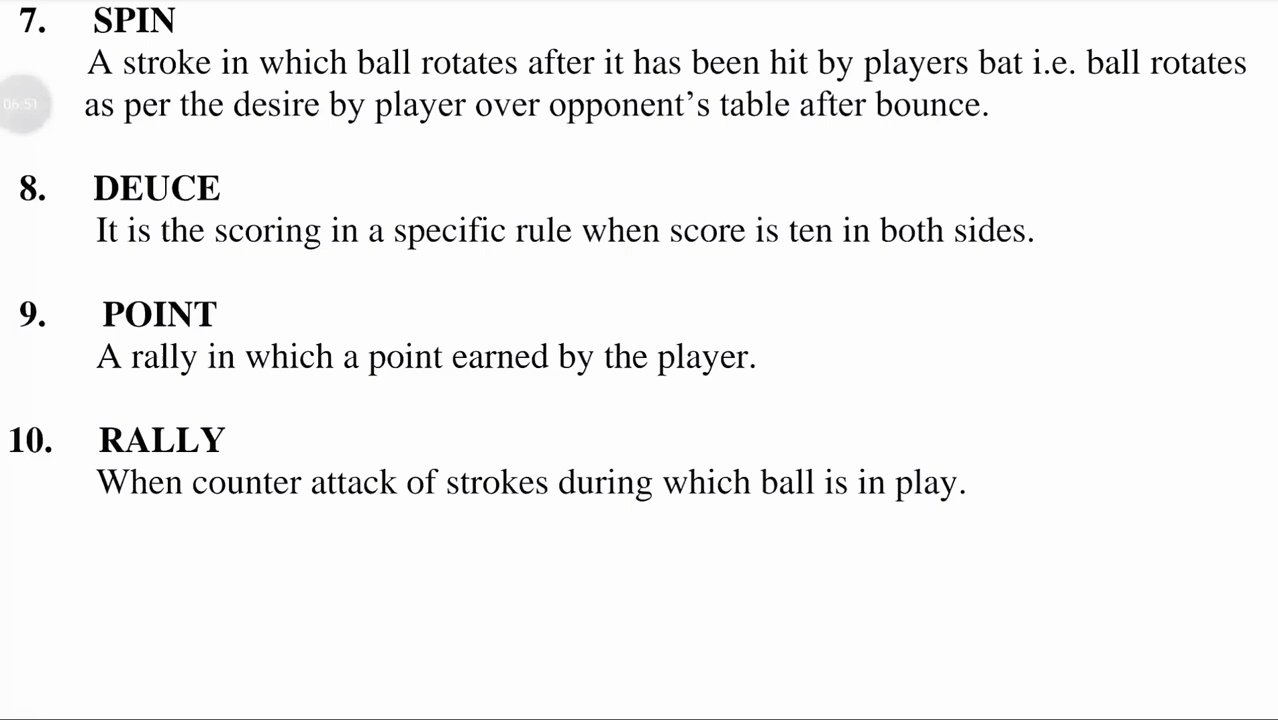 7. SPIN
A stroke in which ball rotates after it has been hit by players bat i.e. ball rotates
as per the desire by player over opponent’s table after bounce.
06:51
8. DEUCE
It is the scoring in a specific rule when score is ten in both sides.
9. POINT
A rally in which a point earned by the player.
10. RALLY
When counter attack of strokes during which ball is in play.